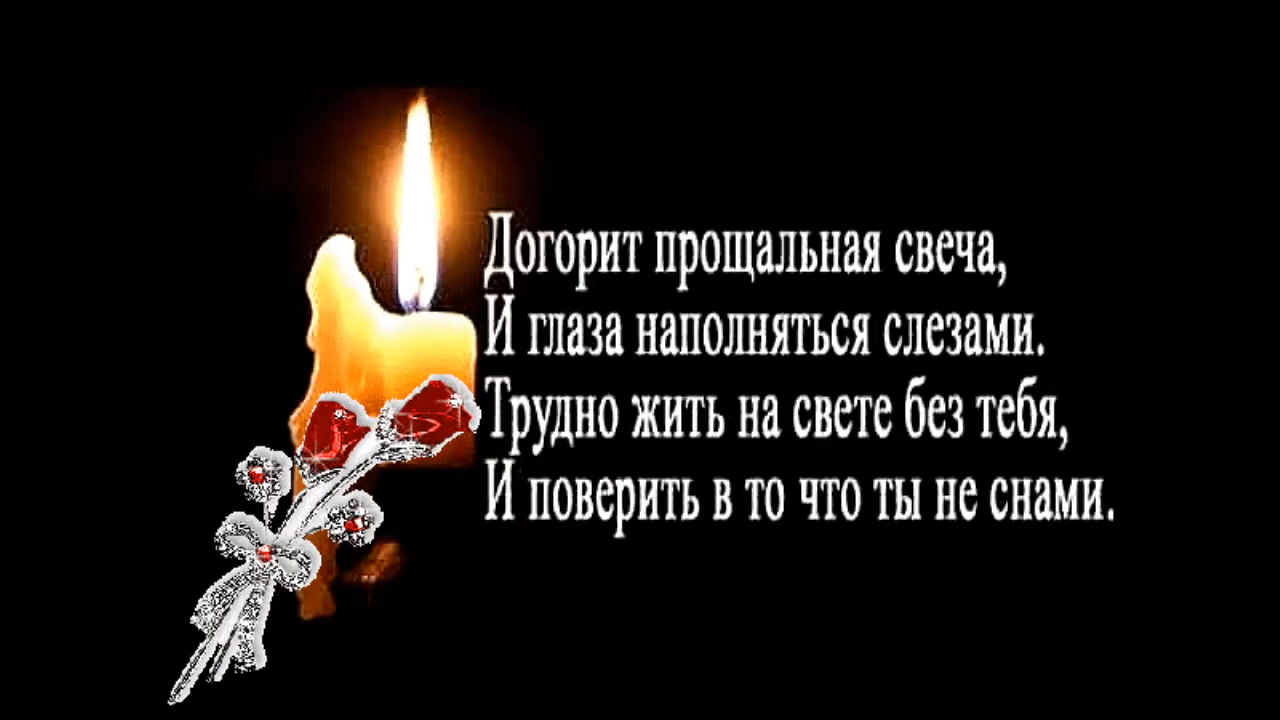 Догорит прощальная свеча,
И глаза наполняться слезами.
Трудно жить на свете без тебя,
И поверить в то что ты не снами.